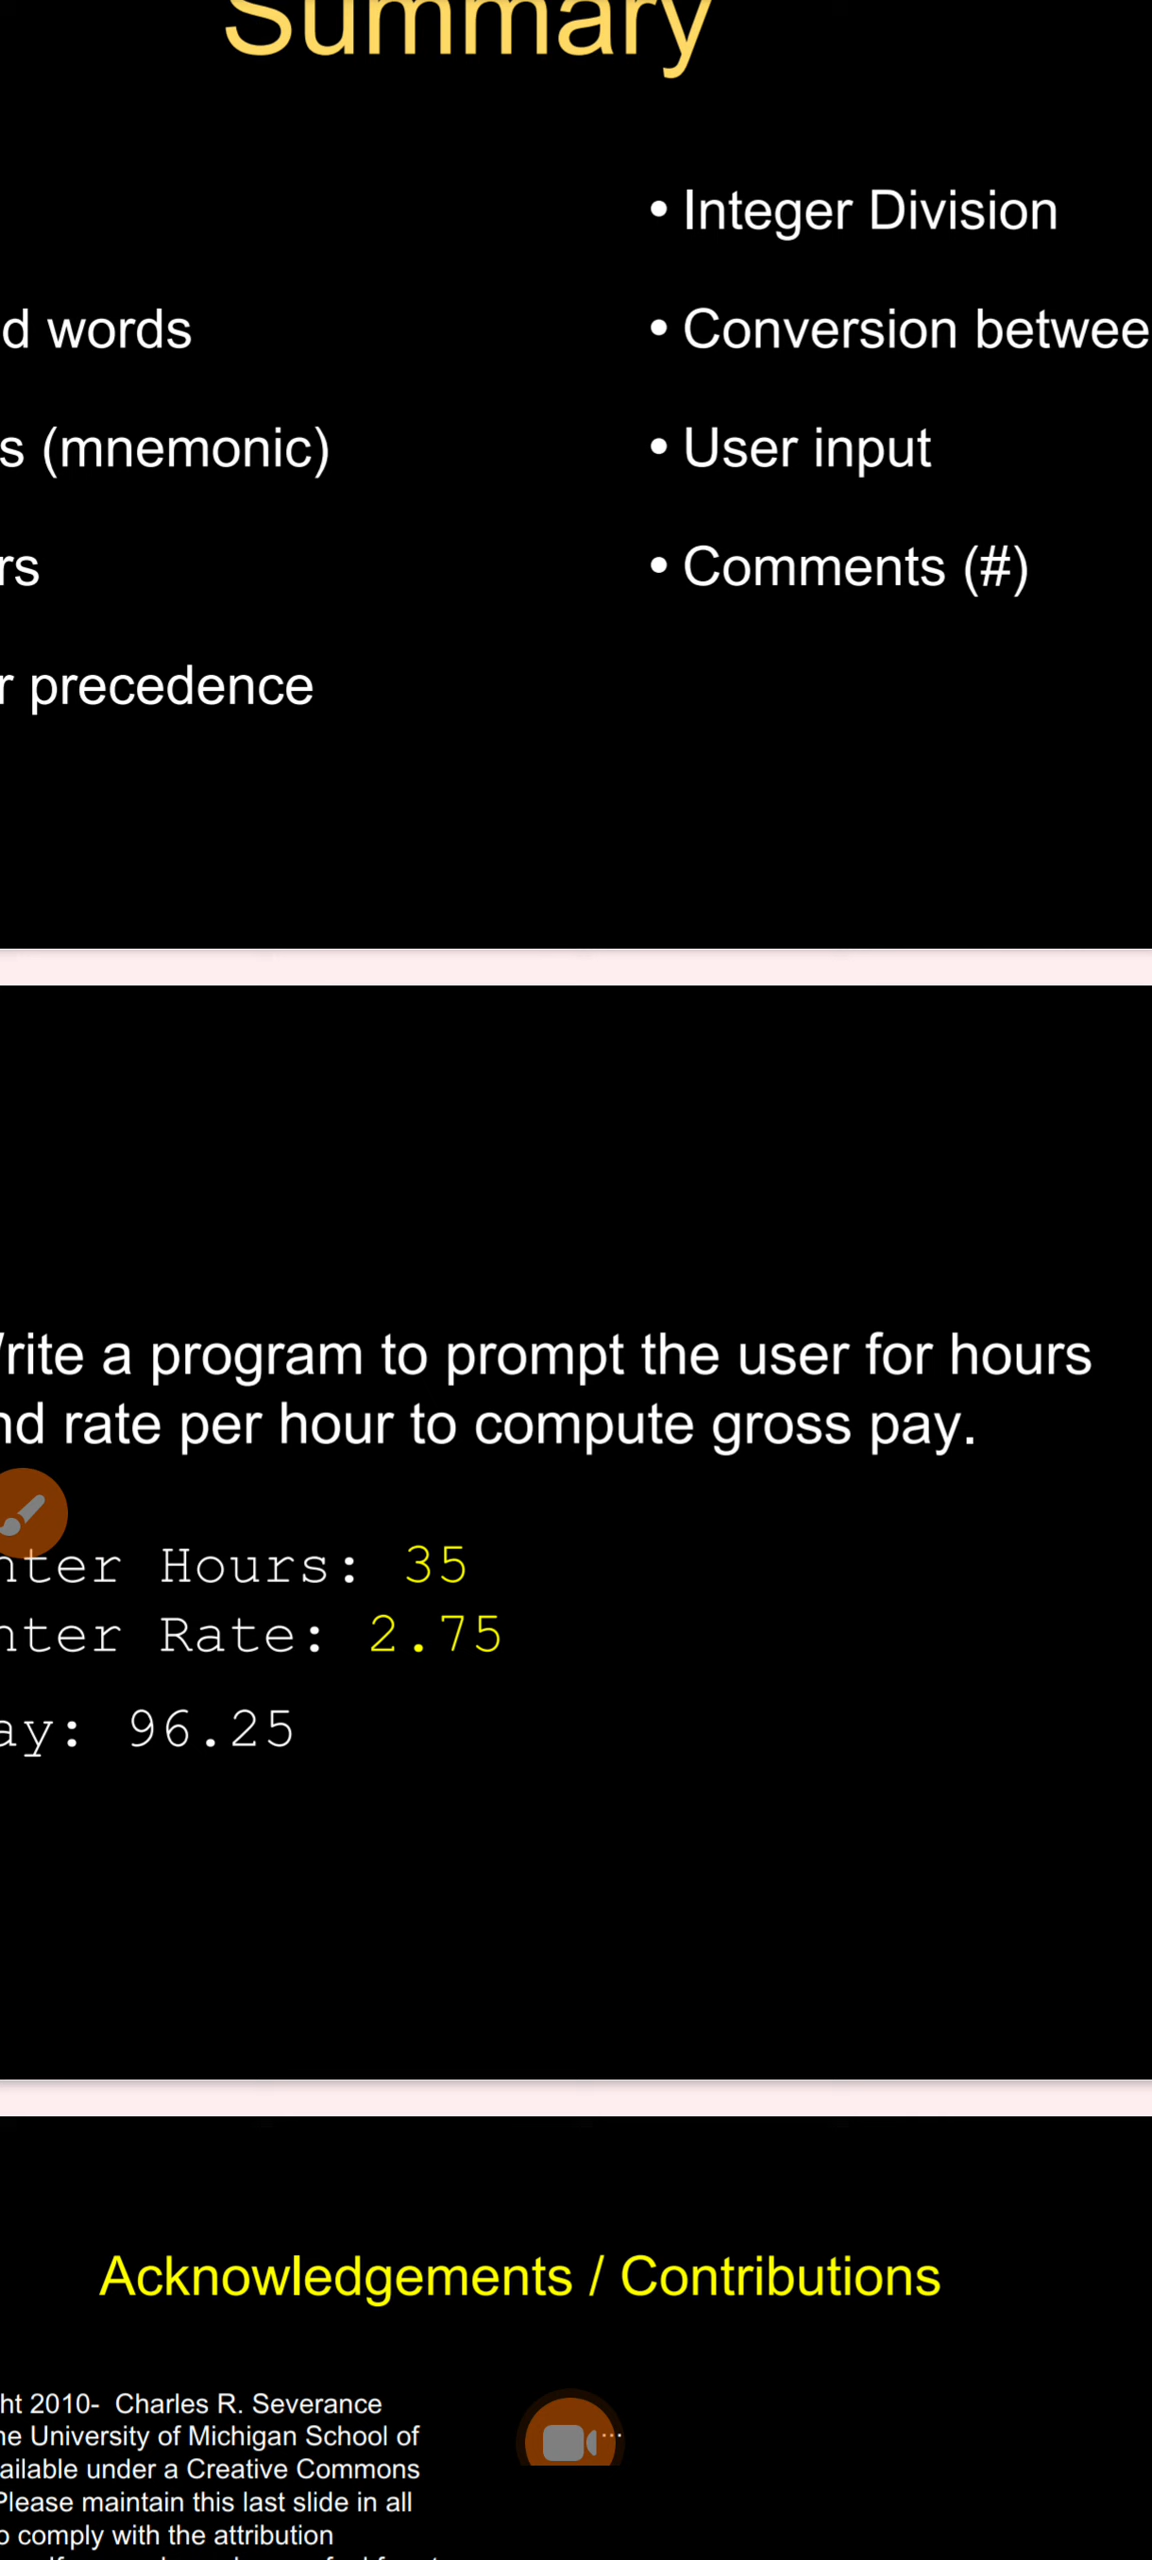 Summary
• Integer Division
d words
• Conversion betwee
s (mnemonic)
• User input
rs
• Comments (#)
r precedence
rite a program to prompt the user for hours
nd rate per hour to compute gross pay.
nter Hours: 35
nter Rate: 2.75
ay: 96.25
Acknowledgements / Contributions
ht 2010- Charles R. Severance
he University of Michigan School of
ailable under a Creative Commons
Please maintain this last slide in all
o comply with the attribution